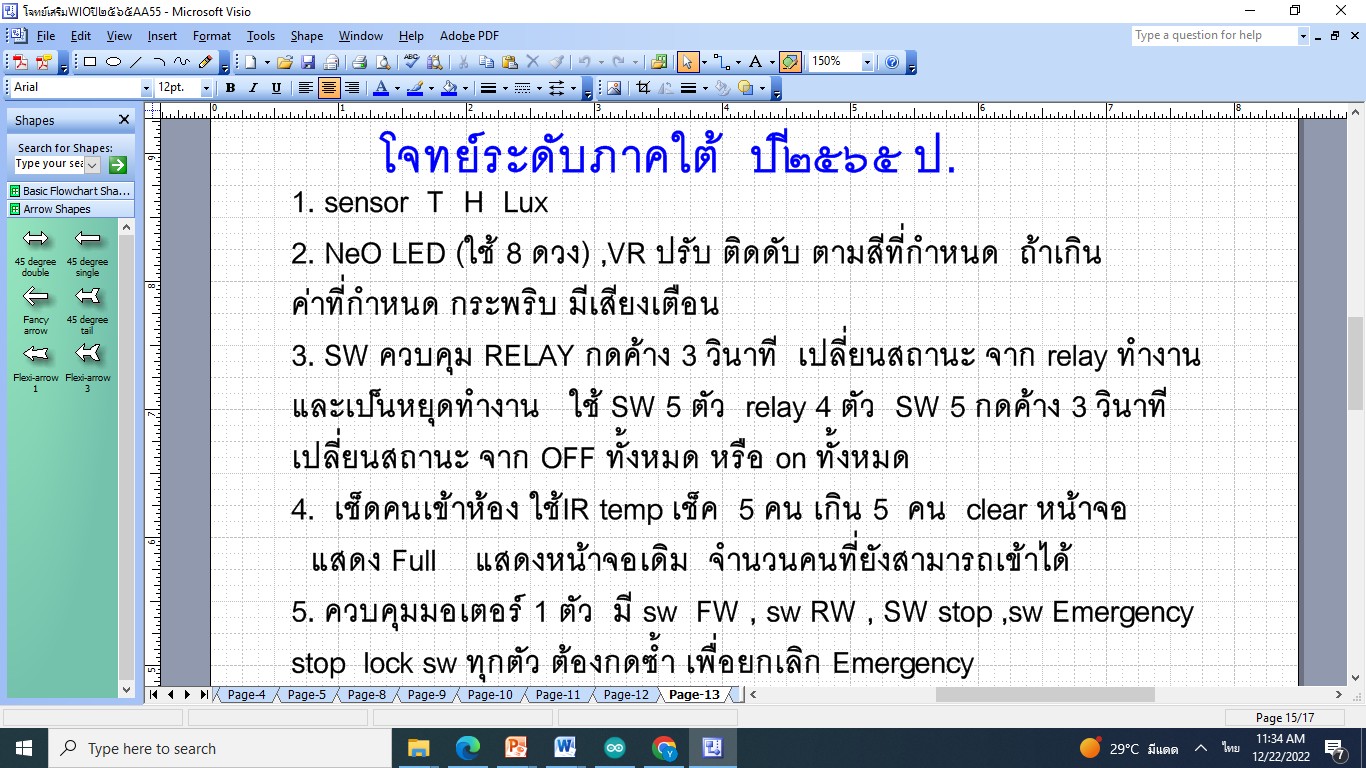 โจทย์เสริมWIOปี๒๕๖๕AA55 - Microsoft Visio
File Edit View Insert Format Tools Shape Window Help Adobe PDF
Type a question for help
150%
Arial
12pt.
B I U
Shapes
Search for Shapes:
Type your sea
Basic Flowchart Sha...
Arrow Shapes
45 degree double
45 degree single
Fancy arrow
45 degree tail
Flexi-arrow 1
Flexi-arrow 3
0 1 2 3 4 5 6 7 8
9
8
7
6
5
โจทย์ระดับภาคใต้ ปี๒๕๖๕ ป.
1. sensor T H Lux
2. NeO LED (ใช้ 8 ดวง) ,VR ปรับ ติดดับ ตามสีที่กำหนด ถ้าเกิน
ค่าที่กำหนด กระพริบ มีเสียงเตือน
3. SW ควบคุม RELAY กดค้าง 3 วินาที เปลี่ยนสถานะ จาก relay ทำงาน
และเป็นหยุดทำงาน ใช้ SW 5 ตัว relay 4 ตัว SW 5 กดค้าง 3 วินาที
เปลี่ยนสถานะ จาก OFF ทั้งหมด หรือ on ทั้งหมด
4. เช็ดคนเข้าห้อง ใช้IR temp เช็ค 5 คน เกิน 5 คน clear หน้าจอ
แสดง Full แสดงหน้าจอเดิม จำนวนคนที่ยังสามารถเข้าได้
5. ควบคุมมอเตอร์ 1 ตัว มี sw FW , sw RW , SW stop ,sw Emergency
stop lock sw ทุกตัว ต้องกดซ้ำ เพื่อยกเลิก Emergency
Page-4 Page-5 Page-8 Page-9 Page-10 Page-11 Page-12 Page-13
Page 15/17
Type here to search
29°C มีแดด
ไทย
11:34 AM
12/22/2022
7